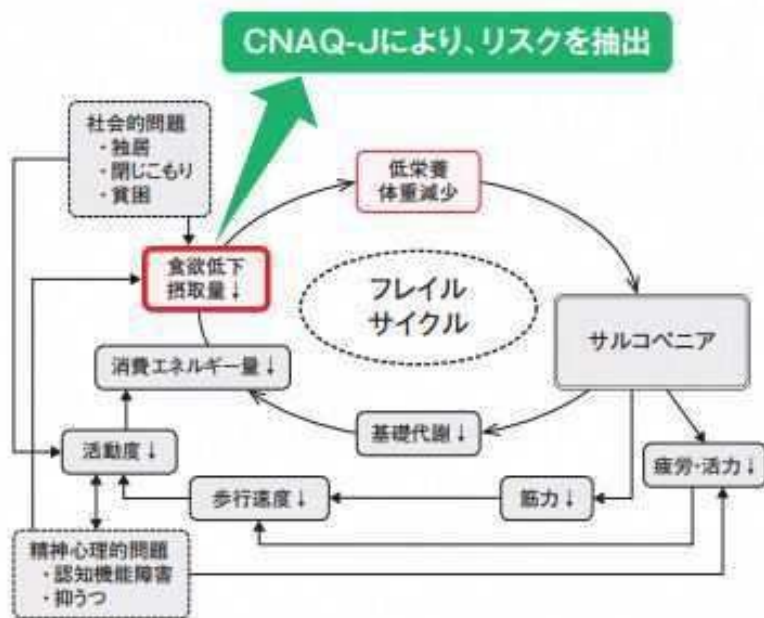 CNAQ-Jにより、リスクを抽出
社会的問題
・独居
・閉じこもり
・貧困
低栄養
体重減少
食欲低下
摂取量↓
フレイル
サイクル
サルコペニア
消費エネルギー量↓
基礎代謝↓
活動度↓
疲労・活力↓
歩行速度↓
筋力↓
精神心理的問題
・認知機能障害
・抑うつ